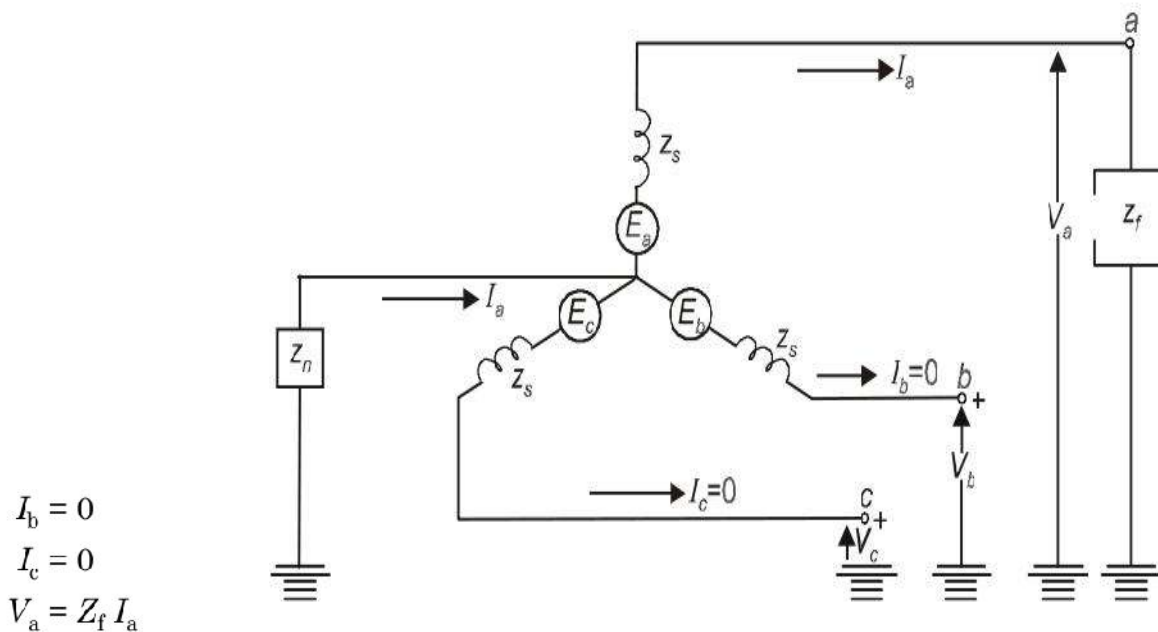 a
I_a
Z_s
E_a
V_a
Z_f
I_a
E_c
E_b
Z_n
Z_s
Z_s
I_b=0
b
+
V_b
I_c=0
c
+
V_c
I_b = 0
I_c = 0
V_a = Z_f I_a